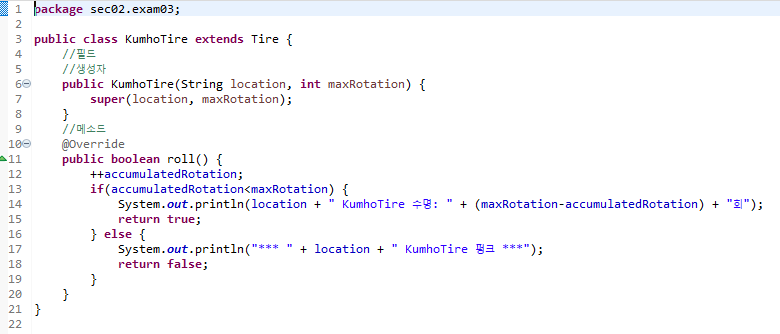 1 package sec02.exam03;
2
3 public class KumhoTire extends Tire {
4 //필드
5 //생성자
6 public KumhoTire(String location, int maxRotation) {
7 super(location, maxRotation);
8 }
9 //메소드
10 @Override
11 public boolean roll() {
12 ++accumulatedRotation;
13 if(accumulatedRotation<maxRotation) {
14 System.out.println(location + " KumhoTire 수명: " + (maxRotation-accumulatedRotation) + "회");
15 return true;
16 } else {
17 System.out.println("*** " + location + " KumhoTire 펑크 ***");
18 return false;
19 }
20 }
21 }
22